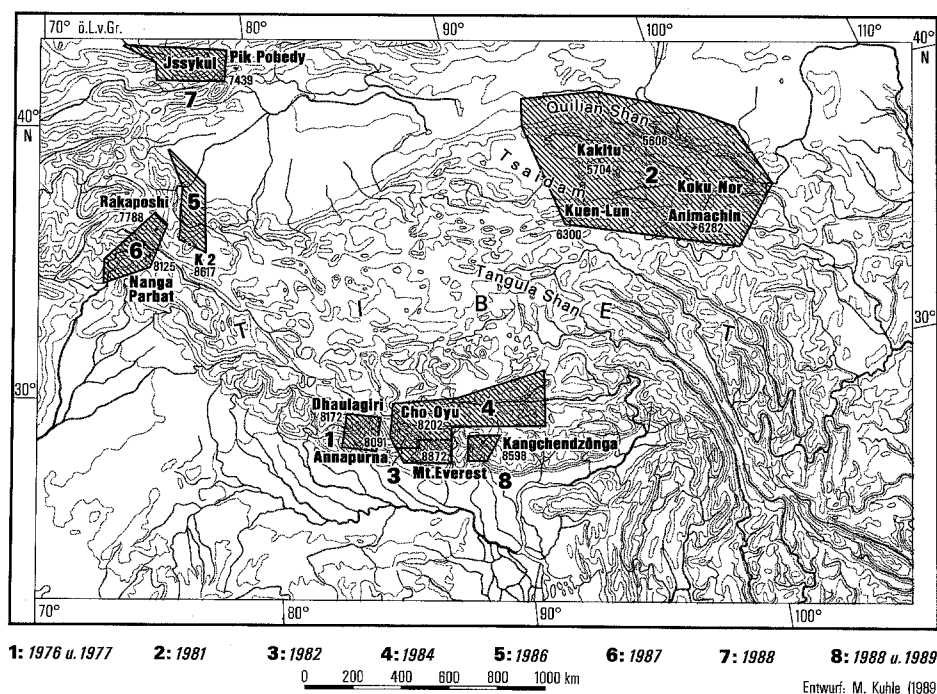 70° ö.L.v.Gr. 80° 90° 100° 110° 40° N
Jssykul Pik Pobedy
7439
7
40° N
Quilian Shan
5808
Kakitu
5704 2
Tsaidam
Koku Nor
Kuen-Lun Animachin
6300 6282
Rakaposhi
7788
5
6
8125
K 2
8617
Nanga
Parbat
Tangula Shan
T I B E T
30°
30°
Dhaulagiri
8172
Cho Oyu
8202
4
1
8091
Annapurna
8872
Kangchendzönga
8598
3 Mt.Everest 8
70° 80° 90° 100°
1: 1976 u. 1977 2: 1981 3: 1982 4: 1984 5: 1986 6: 1987 7: 1988 8: 1988 u. 1989
0 200 400 600 800 1000 km
Entwurf: M. Kuhle (1989